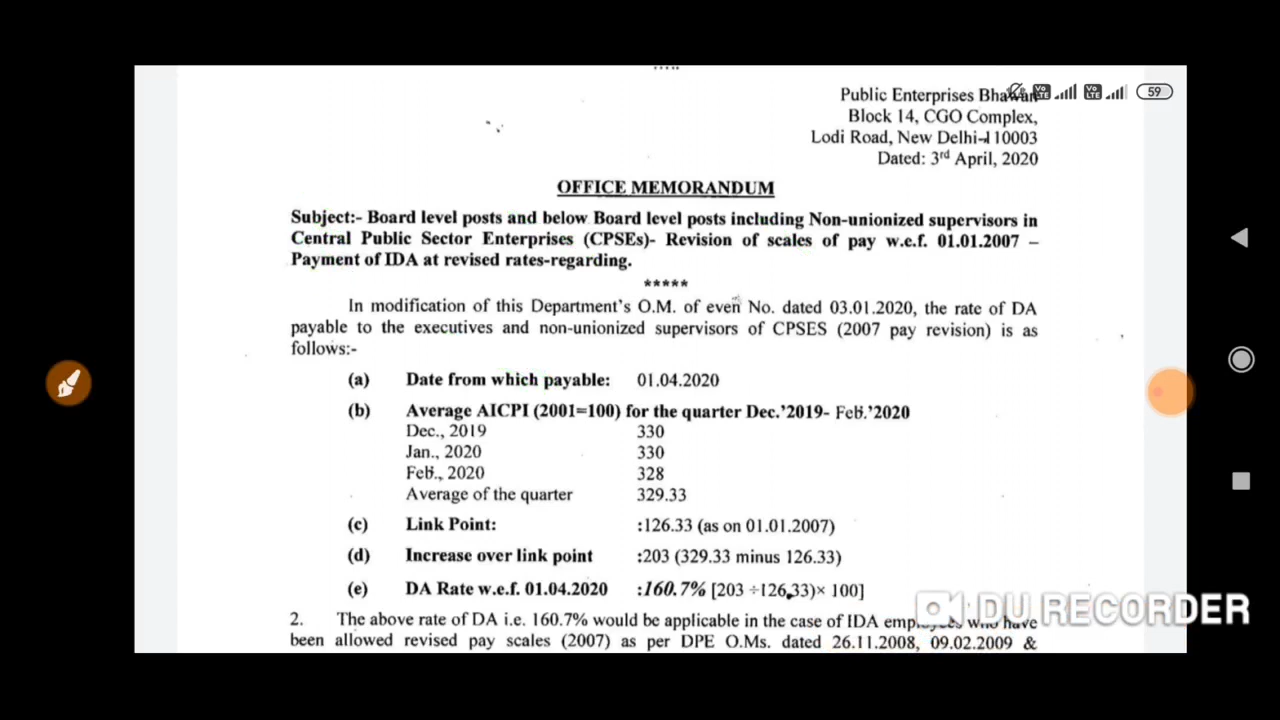 Public Enterprises Bhawan
Block 14, CGO Complex,
Lodi Road, New Delhi-110003
Dated: 3rd April, 2020
Vo LTE
Vo LTE
59
OFFICE MEMORANDUM
Subject:- Board level posts and below Board level posts including Non-unionized supervisors in
Central Public Sector Enterprises (CPSEs)- Revision of scales of pay w.e.f. 01.01.2007 –
Payment of IDA at revised rates-regarding.
*****
In modification of this Department's O.M. of even No. dated 03.01.2020, the rate of DA
payable to the executives and non-unionized supervisors of CPSES (2007 pay revision) is as
follows:-
(a) Date from which payable: 01.04.2020
(b) Average AICPI (2001=100) for the quarter Dec.'2019- Feb.'2020
Dec., 2019 330
Jan., 2020 330
Feb., 2020 328
Average of the quarter 329.33
(c) Link Point: :126.33 (as on 01.01.2007)
(d) Increase over link point :203 (329.33 minus 126.33)
(e) DA Rate w.e.f. 01.04.2020 :160.7% [203 ÷126.33)× 100]
DU RECORDER
2. The above rate of DA i.e. 160.7% would be applicable in the case of IDA employees who have
been allowed revised pay scales (2007) as per DPE O.Ms. dated 26.11.2008, 09.02.2009 &